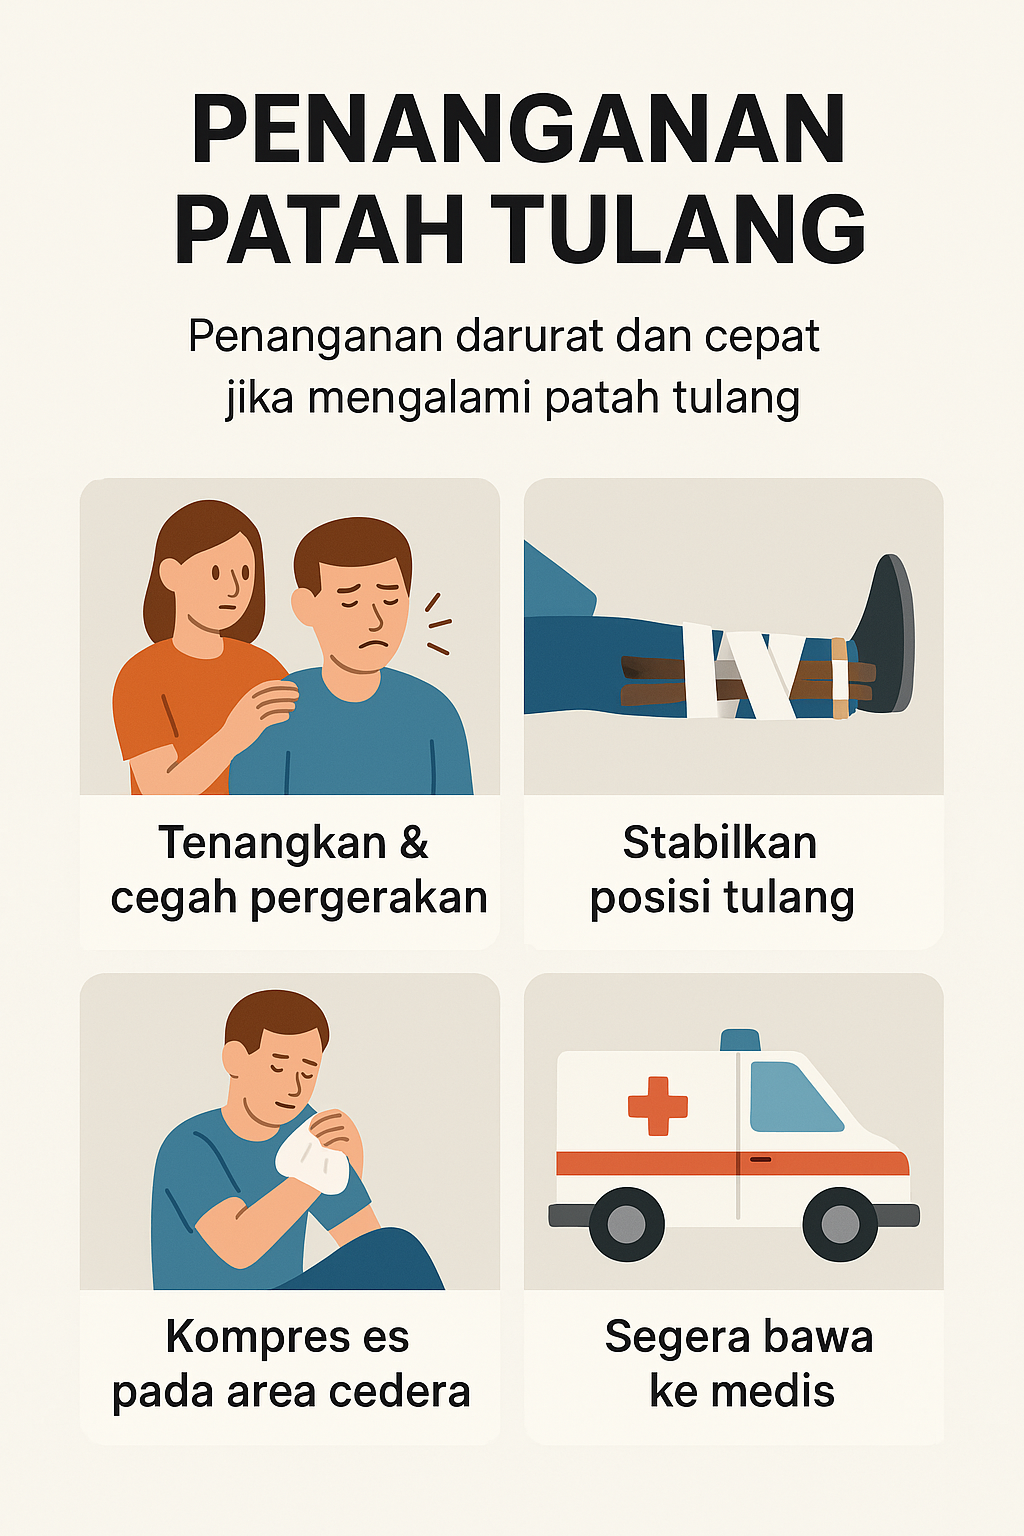 PENANGANAN
PATAH TULANG
Penanganan darurat dan cepat
jika mengalami patah tulang
Tenangkan &
cegah pergerakan
Stabilkan
posisi tulang
Kompres es
pada area cedera
Segera bawa
ke medis